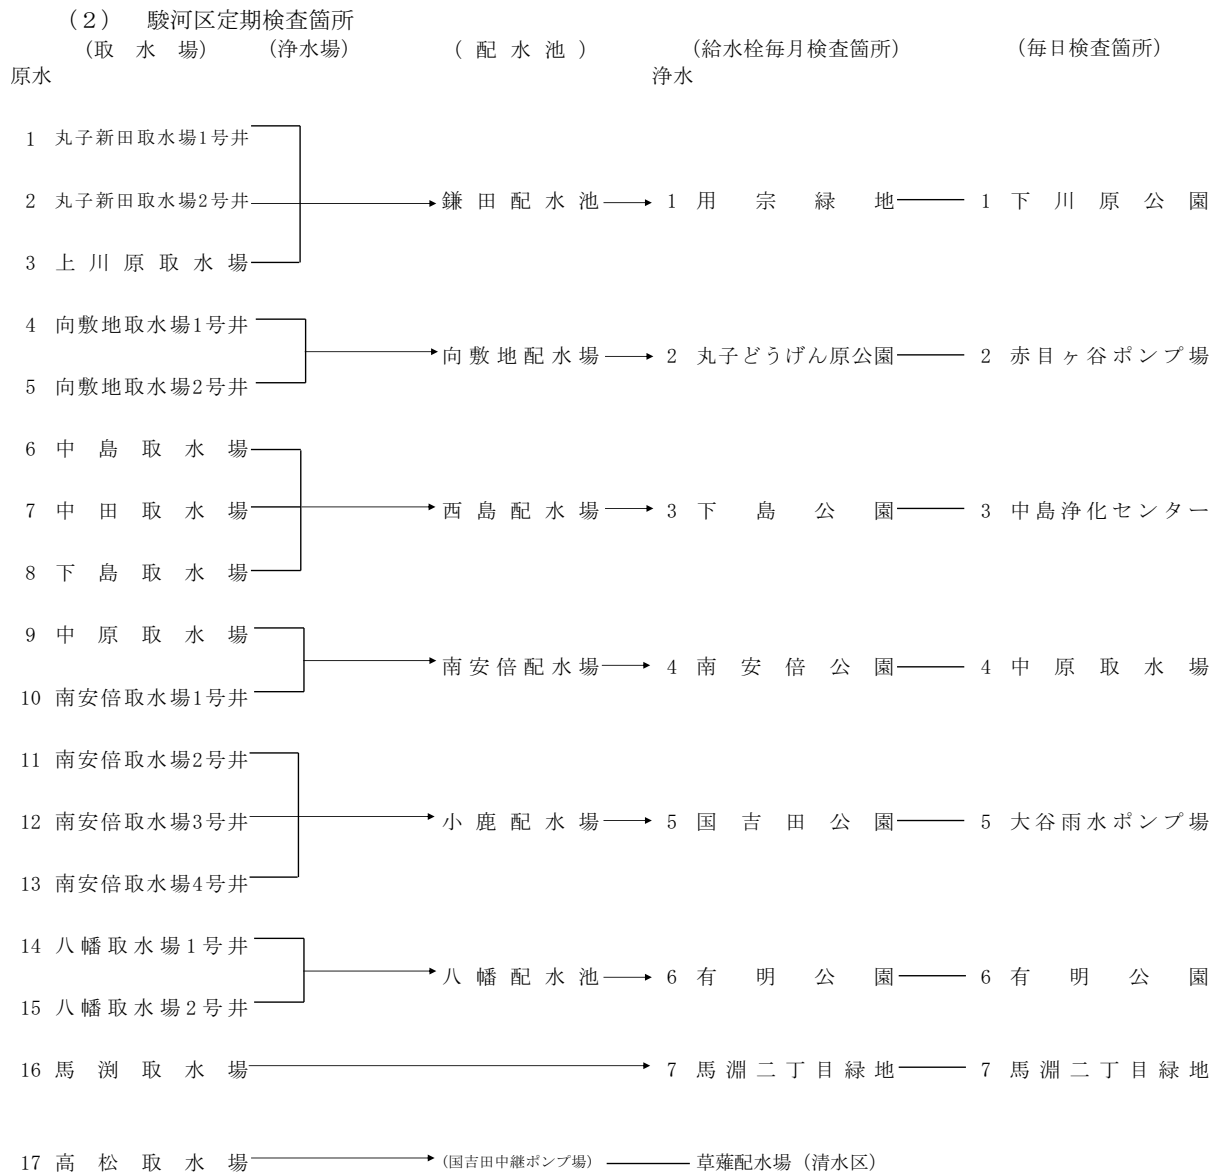 （２）　駿河区定期検査箇所
（取水場） （浄水場） （配水池） （給水栓毎月検査箇所） （毎日検査箇所）
原水 浄水
1 丸子新田取水場1号井
2 丸子新田取水場2号井 鎌田配水池 1 用宗緑地 1 下川原公園
3 上川原取水場
4 向敷地取水場1号井
向敷地配水場 2 丸子どうげん原公園 2 赤目ヶ谷ポンプ場
5 向敷地取水場2号井
6 中島取水場
7 中田取水場 西島配水場 3 下島公園 3 中島浄化センター
8 下島取水場
9 中原取水場
南安倍配水場 4 南安倍公園 4 中原取水場
10 南安倍取水場1号井
11 南安倍取水場2号井
12 南安倍取水場3号井 小鹿配水場 5 国吉田公園 5 大谷雨水ポンプ場
13 南安倍取水場4号井
14 八幡取水場1号井
八幡配水池 6 有明公園 6 有明公園
15 八幡取水場2号井
16 馬渕取水場 7 馬淵二丁目緑地 7 馬淵二丁目緑地
17 高松取水場 （国吉田中継ポンプ場） 草薙配水場（清水区）